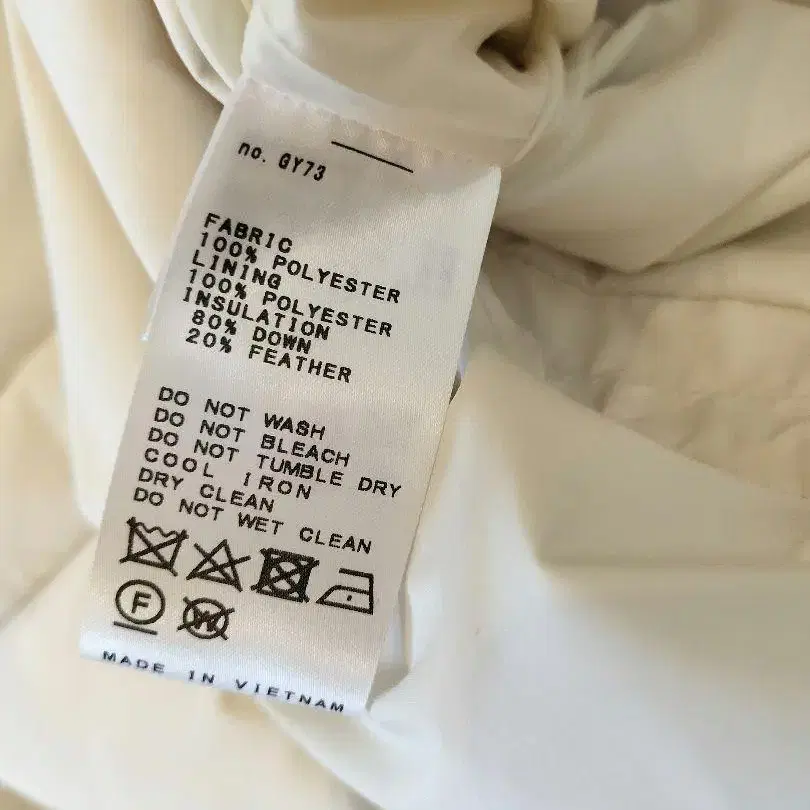 no. GY73
FABRIC
100% POLYESTER
LINING
100% POLYESTER
INSULATION
80% DOWN
20% FEATHER
DO NOT WASH
DO NOT BLEACH
DO NOT TUMBLE DRY
COOL IRON
DRY CLEAN
DO NOT WET CLEAN
F W
MADE IN VIETNAM